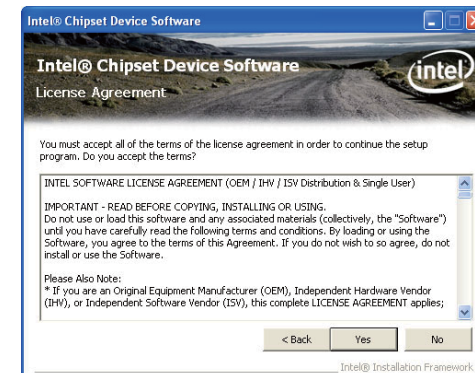 Intel® Chipset Device Software
Intel® Chipset Device Software
intel
License Agreement
You must accept all of the terms of the license agreement in order to continue the setup
program. Do you accept the terms?
INTEL SOFTWARE LICENSE AGREEMENT (OEM / IHV / ISV Distribution & Single User)
IMPORTANT - READ BEFORE COPYING, INSTALLING OR USING.
Do not use or load this software and any associated materials (collectively, the "Software")
until you have carefully read the following terms and conditions. By loading or using the
Software, you agree to the terms of this Agreement. If you do not wish to so agree, do not
install or use the Software.
Please Also Note:
* If you are an Original Equipment Manufacturer (OEM), Independent Hardware Vendor
(IHV), or Independent Software Vendor (ISV), this complete LICENSE AGREEMENT applies;
< Back Yes No
Intel® Installation Framework